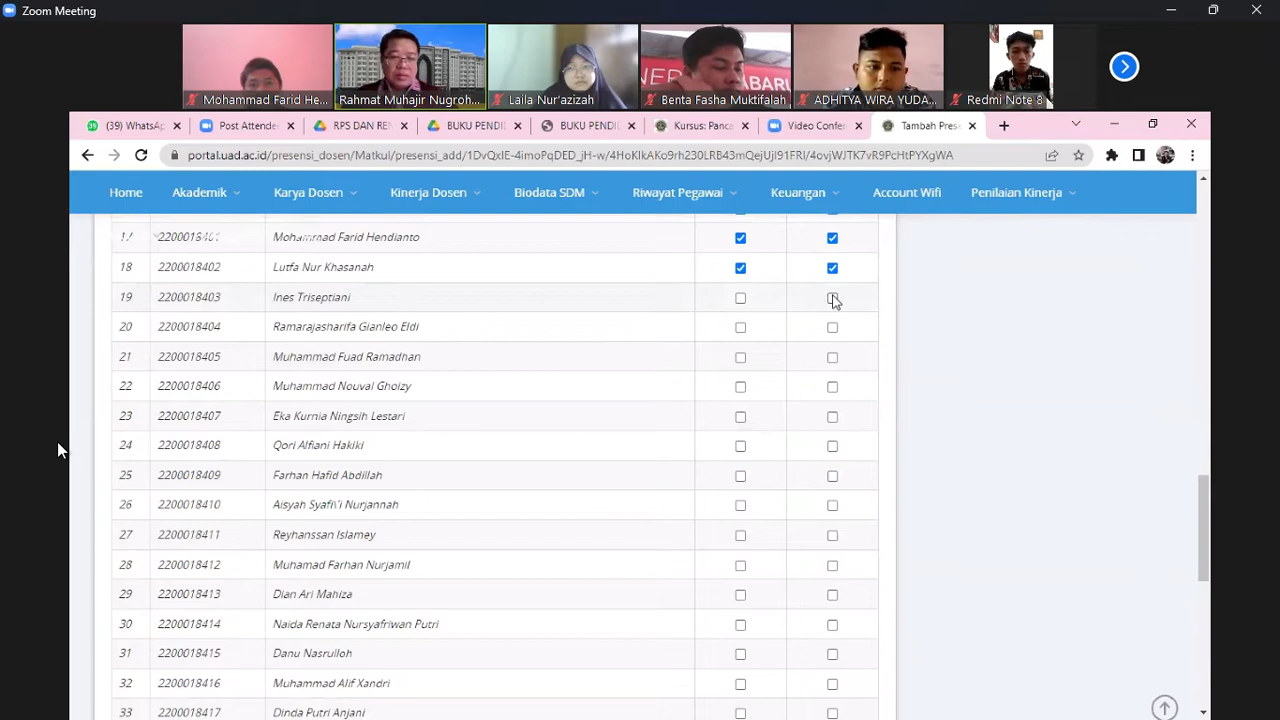 Zoom Meeting
Mohammad Farid He...
Rahmat Muhajir Nugroh...
Laila Nur'azizah
Benta Fasha Muktifalah
ADHITYA WIRA YUDA...
Redmi Note 8
(39) WhatsAp
Post Attende
RPS DAN RE
BUKU PENDI
BUKU PENDI
Kursus: Panca
Video Confer
Tambah Prese
portal.uad.ac.id/presensi_dosen/Matkul/presensi_add/1DvQxIE-4imoPqDED_jH-w/4HoKlkAKo9rh230LRB43mQejUjl91FRI/4ovjWJTK7vR9PcHtPYXgWA
Home
Akademik
Karya Dosen
Kinerja Dosen
Biodata SDM
Riwayat Pegawai
Keuangan
Account Wifi
Penilaian Kinerja
17 2200018401 Mohammad Farid Hendianto
18 2200018402 Lutfa Nur Khasanah
19 2200018403 Ines Triseptiani
20 2200018404 Ramarajasharifa Gianleo Eldi
21 2200018405 Muhammad Fuad Ramadhan
22 2200018406 Muhammad Nouval Ghoizy
23 2200018407 Eka Kurnia Ningsih Lestari
24 2200018408 Qori Alfiani Hakiki
25 2200018409 Farhan Hafid Abdillah
26 2200018410 Aisyah Syafi\'i Nurjannah
27 2200018411 Reyhanssan Islamey
28 2200018412 Muhamad Farhan Nurjamil
29 2200018413 Dian Ari Mahiza
30 2200018414 Naida Renata Nursyafriwan Putri
31 2200018415 Danu Nasrulloh
32 2200018416 Muhammad Alif Xandri
33 2200018417 Dinda Putri Anjani